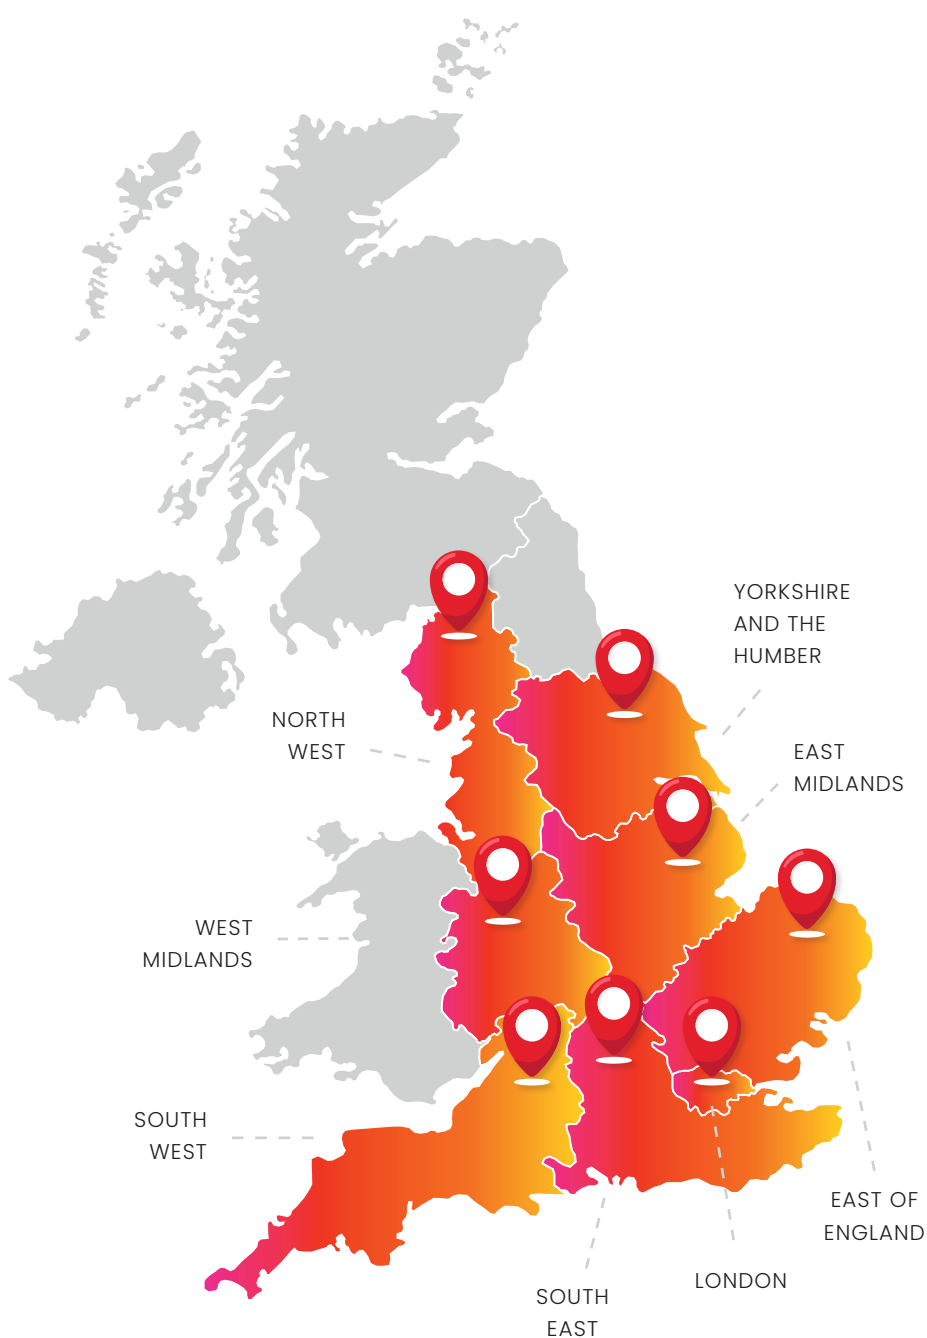 YORKSHIRE
AND THE
HUMBER
NORTH
WEST
EAST
MIDLANDS
WEST
MIDLANDS
SOUTH
WEST
EAST OF
ENGLAND
LONDON
SOUTH
EAST